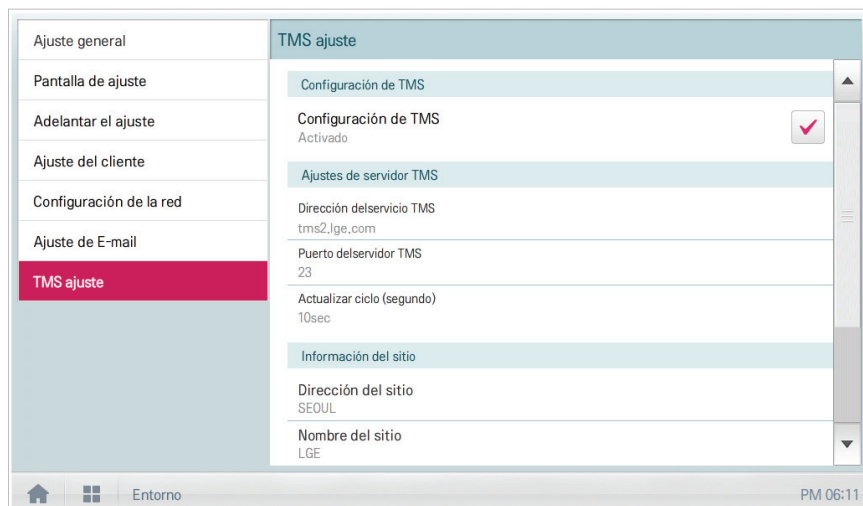 Ajuste general
Pantalla de ajuste
Adelantar el ajuste
Ajuste del cliente
Configuración de la red
Ajuste de E-mail
TMS ajuste
TMS ajuste
Configuración de TMS
Configuración de TMS
Activado
Ajustes de servidor TMS
Dirección delservicio TMS
tms2.lge.com
Puerto delservidor TMS
23
Actualizar ciclo (segundo)
10sec
Información del sitio
Dirección del sitio
SEOUL
Nombre del sitio
LGE
Entorno
PM 06:11